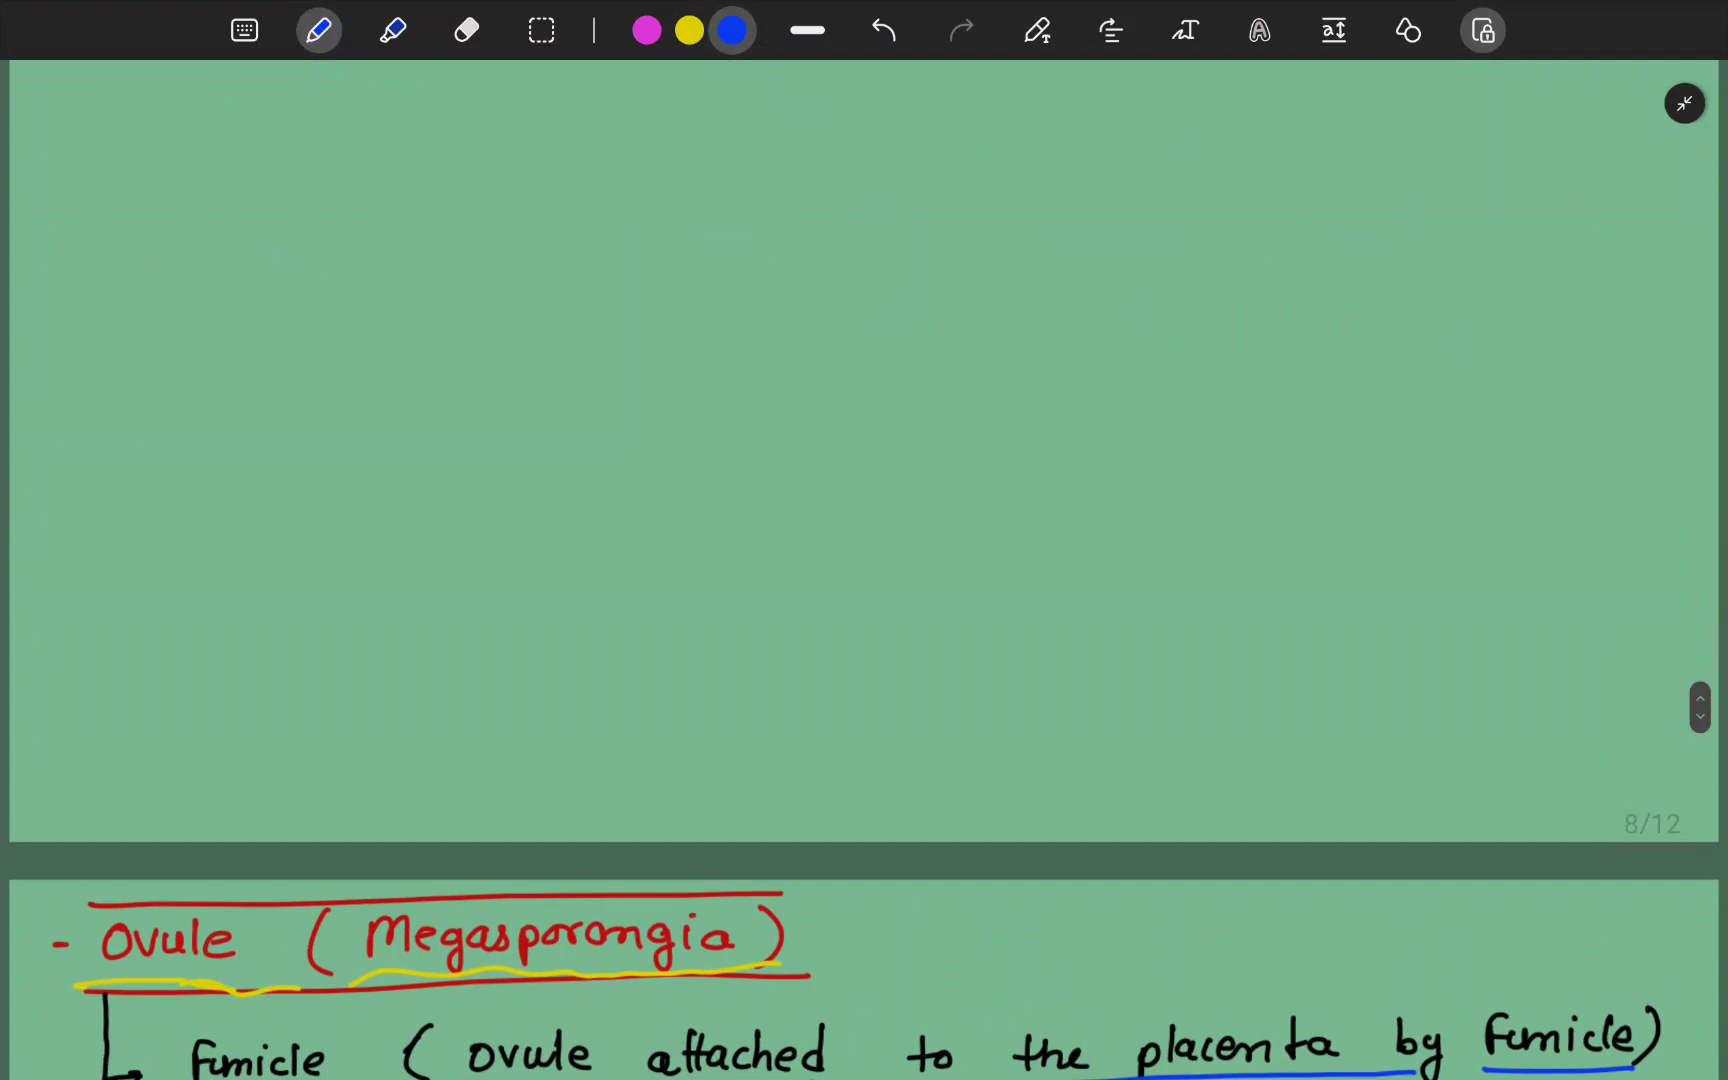 8/12
- Ovule (Megasporongia)
Funicle (ovule attached to the placenta by Funicle)